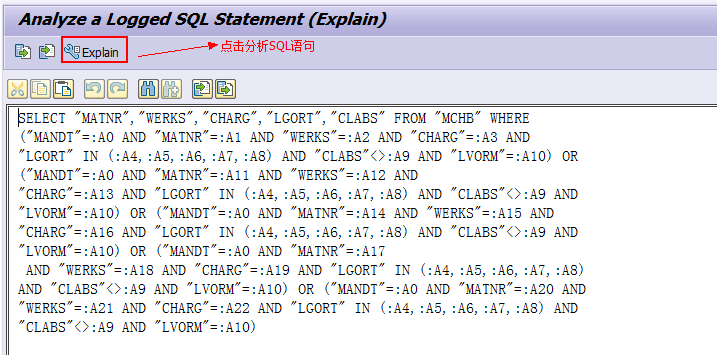 Analyze a Logged SQL Statement (Explain)
Explain 点击分析SQL语句
SELECT "MATNR","WERKS","CHARG","LGORT","CLABS" FROM "MCHB" WHERE
("MANDT"=:A0 AND "MATNR"=:A1 AND "WERKS"=:A2 AND "CHARG"=:A3 AND
"LGORT" IN (:A4,:A5,:A6,:A7,:A8) AND "CLABS"<>:A9 AND "LVORM"=:A10) OR
("MANDT"=:A0 AND "MATNR"=:A11 AND "WERKS"=:A12 AND
"CHARG"=:A13 AND "LGORT" IN (:A4,:A5,:A6,:A7,:A8) AND "CLABS"<>:A9 AND
"LVORM"=:A10) OR ("MANDT"=:A0 AND "MATNR"=:A14 AND "WERKS"=:A15 AND
"CHARG"=:A16 AND "LGORT" IN (:A4,:A5,:A6,:A7,:A8) AND "CLABS"<>:A9 AND
"LVORM"=:A10) OR ("MANDT"=:A0 AND "MATNR"=:A17
 AND "WERKS"=:A18 AND "CHARG"=:A19 AND "LGORT" IN (:A4,:A5,:A6,:A7,:A8)
AND "CLABS"<>:A9 AND "LVORM"=:A10) OR ("MANDT"=:A0 AND "MATNR"=:A20 AND
"WERKS"=:A21 AND "CHARG"=:A22 AND "LGORT" IN (:A4,:A5,:A6,:A7,:A8) AND
"CLABS"<>:A9 AND "LVORM"=:A10)